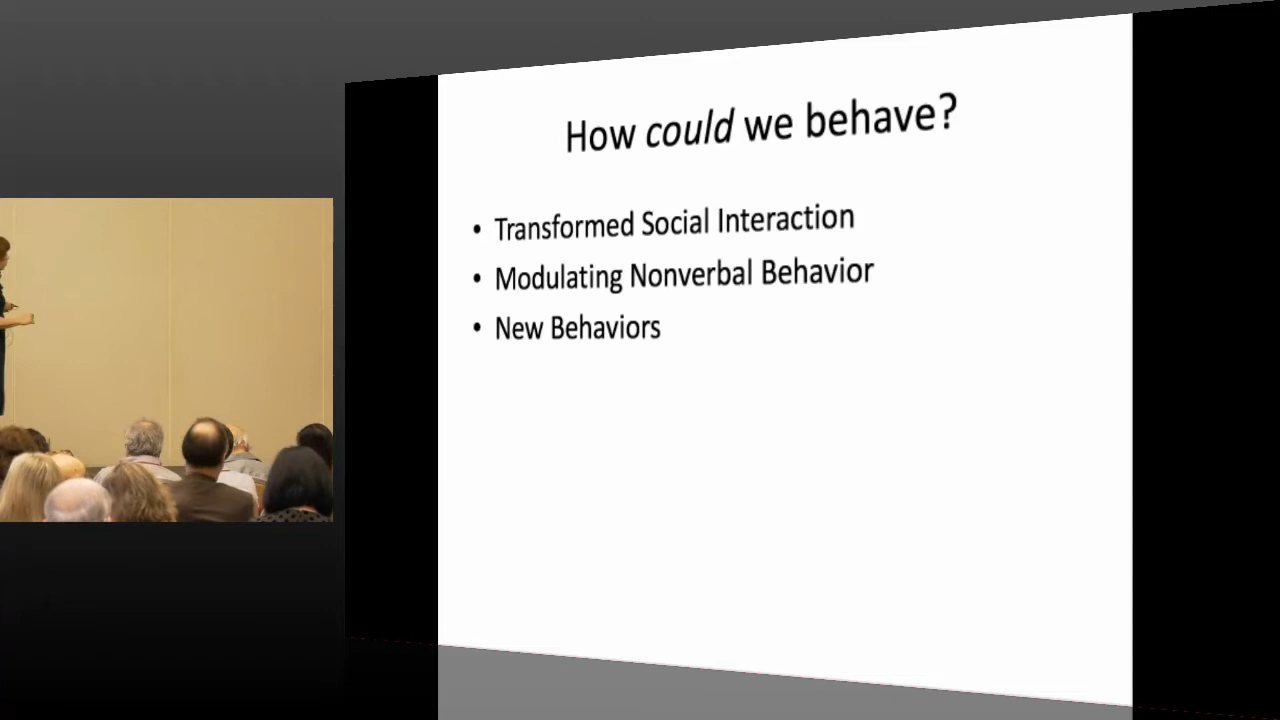 How could we behave?
• Transformed Social Interaction
• Modulating Nonverbal Behavior
• New Behaviors